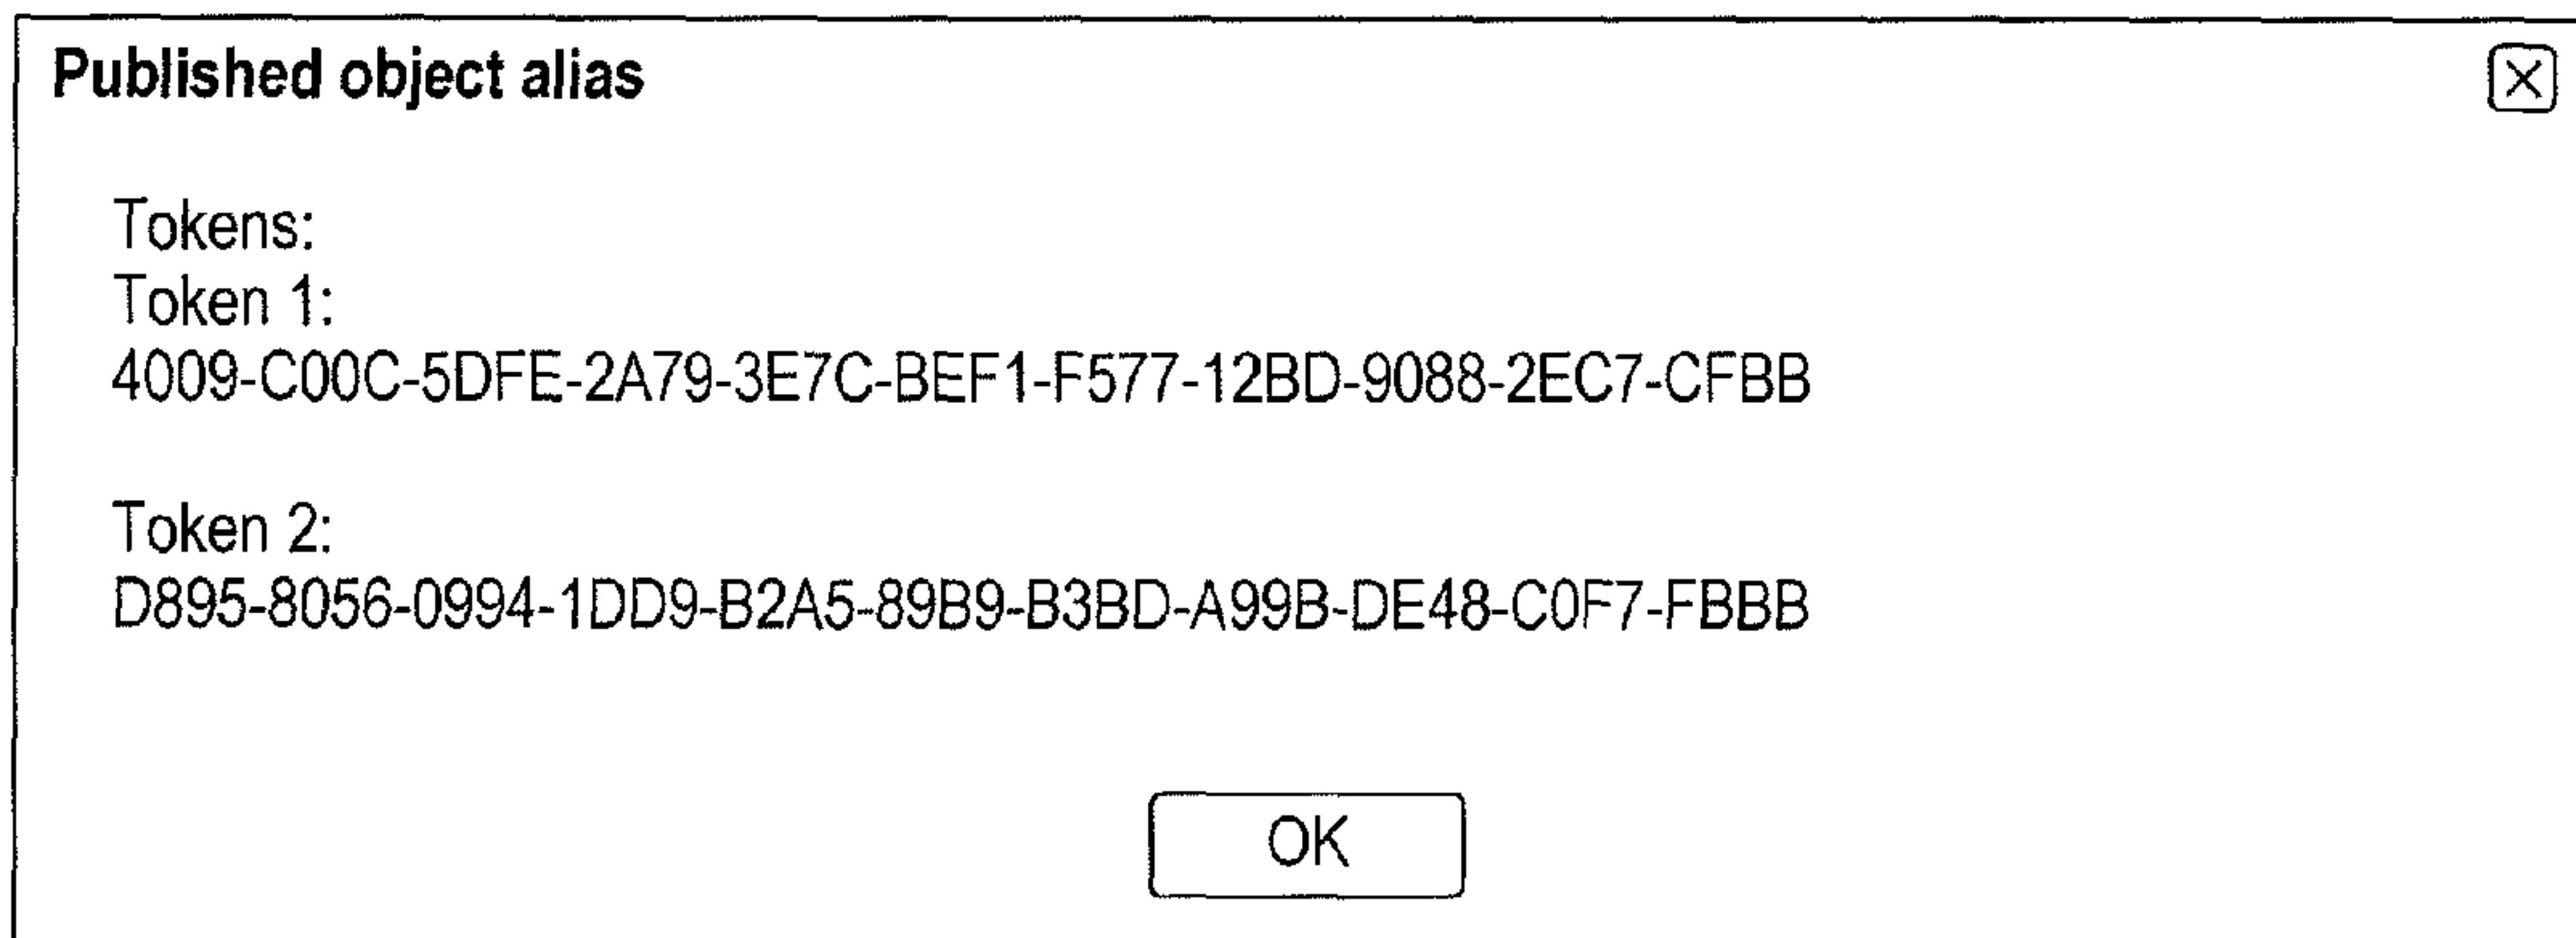 Published object alias
Tokens:
Token 1:
4009-C00C-5DFE-2A79-3E7C-BEF1-F577-12BD-9088-2EC7-CFBB
Token 2:
D895-8056-0994-1DD9-B2A5-89B9-B3BD-A99B-DE48-C0F7-FBBB
OK